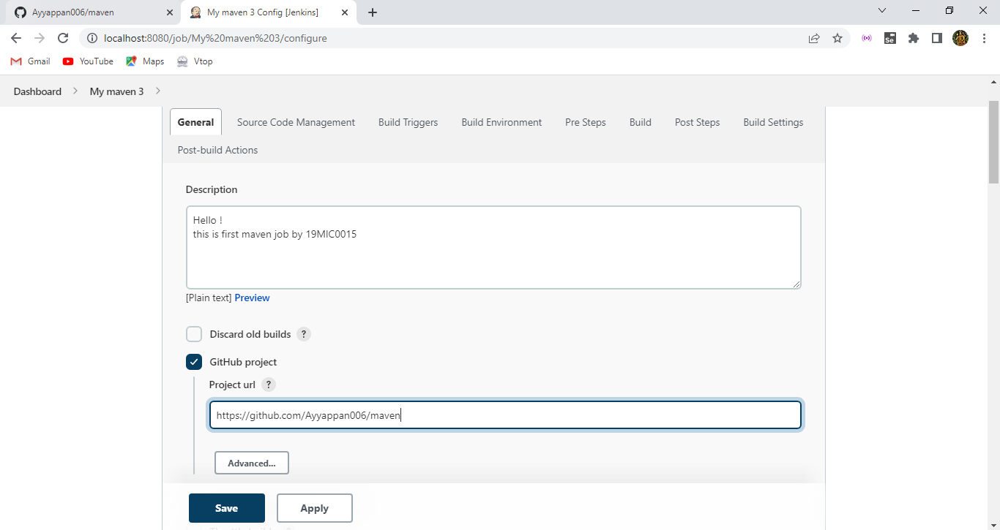 Ayyappan006/maven
My maven 3 Config [Jenkins]
localhost:8080/job/My%20maven%203/configure
Se
Gmail
YouTube
Maps
Vtop
Dashboard
My maven 3
General
Source Code Management
Build Triggers
Build Environment
Pre Steps
Build
Post Steps
Build Settings
Post-build Actions
Description
Hello !
this is first maven job by 19MIC0015
[Plain text] Preview
Discard old builds ?
GitHub project
Project url ?
https://github.com/Ayyappan006/maven
Advanced...
Save
Apply